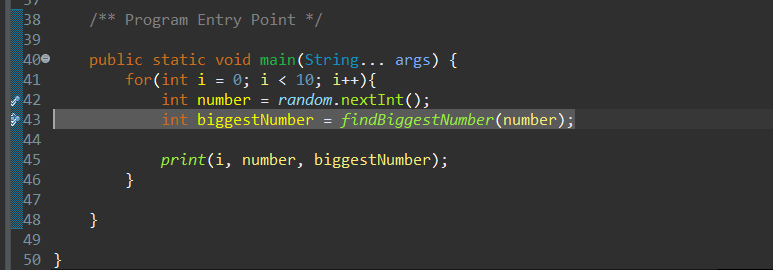 37
38 /** Program Entry Point */
39
40 public static void main(String... args) {
41 for(int i = 0; i < 10; i++){
42 int number = random.nextInt();
43 int biggestNumber = findBiggestNumber(number);
44
45 print(i, number, biggestNumber);
46 }
47
48 }
49
50 }